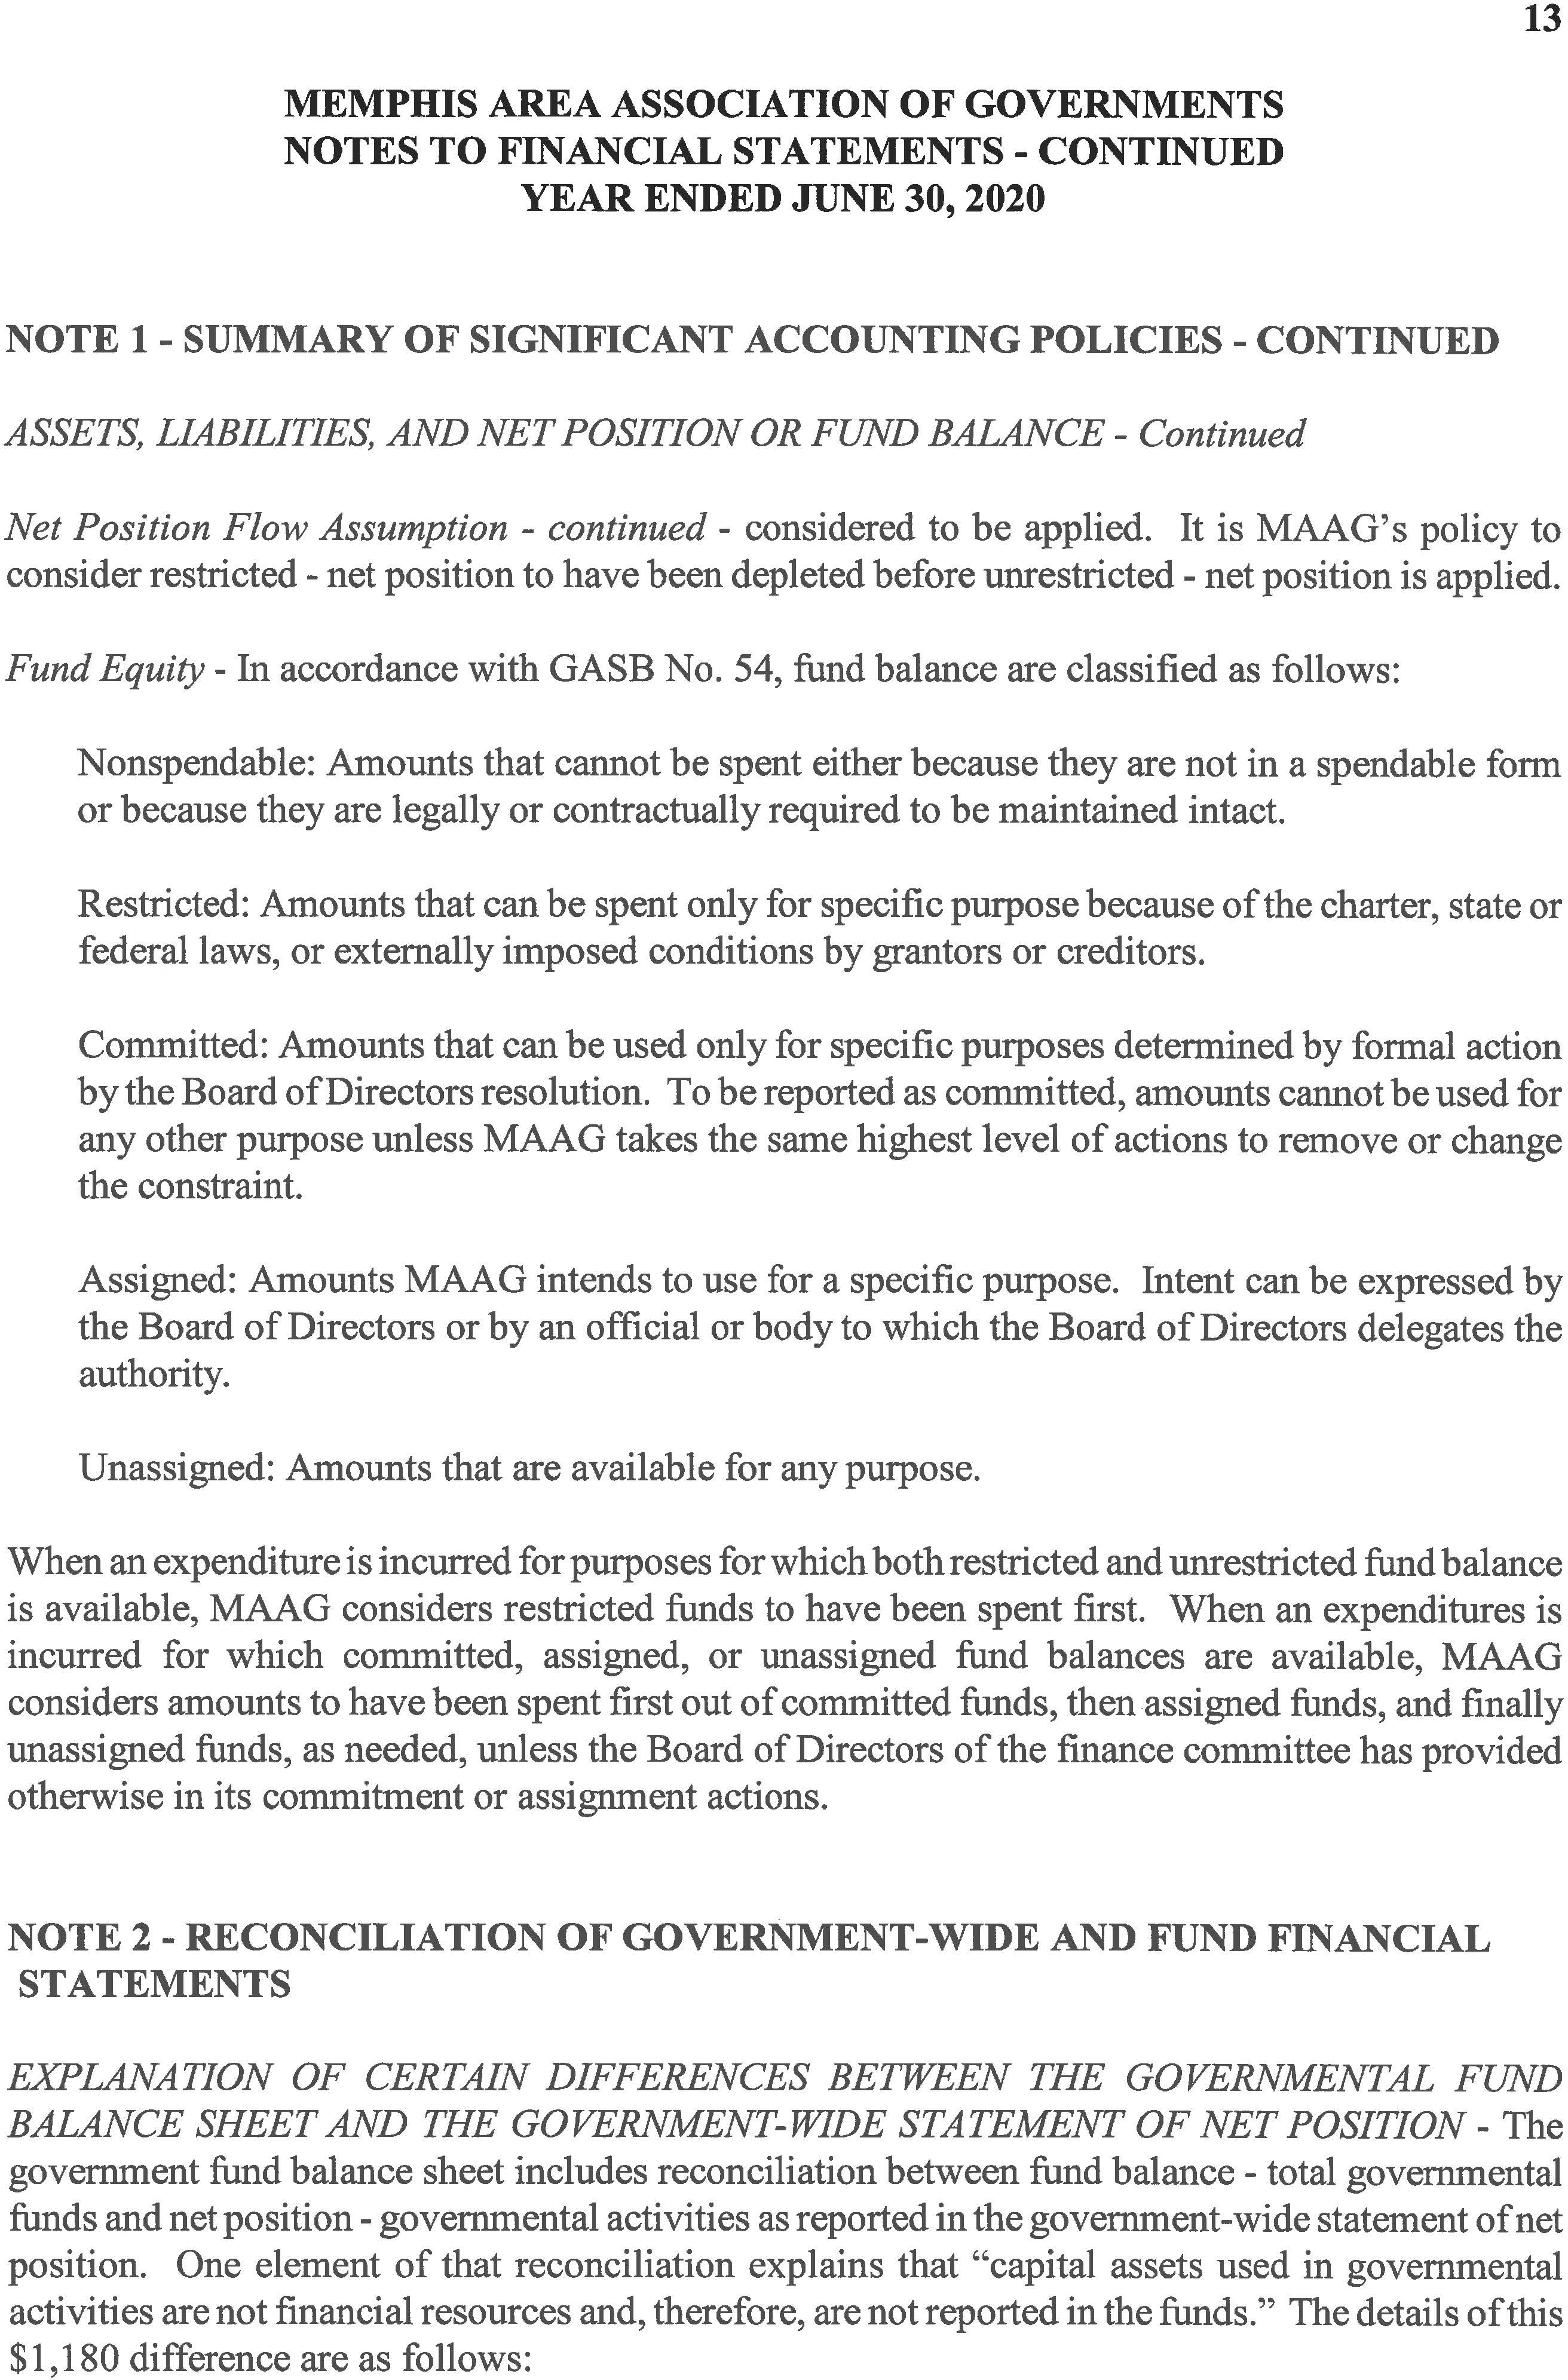 13
MEMPHIS AREA ASSOCIATION OF GOVERNMENTS
NOTES TO FINANCIAL STATEMENTS - CONTINUED
YEAR ENDED JUNE 30, 2020
NOTE 1 - SUMMARY OF SIGNIFICANT ACCOUNTING POLICIES - CONTINUED
ASSETS, LIABILITIES, AND NET POSITION OR FUND BALANCE - Continued
Net Position Flow Assumption - continued - considered to be applied. It is MAAG's policy to
consider restricted - net position to have been depleted before unrestricted - net position is applied.
Fund Equity - In accordance with GASB No. 54, fund balance are classified as follows:
Nonspendable: Amounts that cannot be spent either because they are not in a spendable form
or because they are legally or contractually required to be maintained intact.
Restricted: Amounts that can be spent only for specific purpose because of the charter, state or
federal laws, or externally imposed conditions by grantors or creditors.
Committed: Amounts that can be used only for specific purposes determined by formal action
by the Board of Directors resolution. To be reported as committed, amounts cannot be used for
any other purpose unless MAAG takes the same highest level of actions to remove or change
the constraint.
Assigned: Amounts MAAG intends to use for a specific purpose. Intent can be expressed by
the Board of Directors or by an official or body to which the Board of Directors delegates the
authority.
Unassigned: Amounts that are available for any purpose.
When an expenditure is incurred for purposes for which both restricted and unrestricted fund balance
is available, MAAG considers restricted funds to have been spent first. When an expenditures is
incurred for which committed, assigned, or unassigned fund balances are available, MAAG
considers amounts to have been spent first out of committed funds, then assigned funds, and finally
unassigned funds, as needed, unless the Board of Directors of the finance committee has provided
otherwise in its commitment or assignment actions.
NOTE 2 - RECONCILIATION OF GOVERNMENT-WIDE AND FUND FINANCIAL
STATEMENTS
EXPLANATION OF CERTAIN DIFFERENCES BETWEEN THE GOVERNMENTAL FUND
BALANCE SHEET AND THE GOVERNMENT-WIDE STATEMENT OF NET POSITION - The
government fund balance sheet includes reconciliation between fund balance - total governmental
funds and net position - governmental activities as reported in the government-wide statement of net
position. One element of that reconciliation explains that “capital assets used in governmental
activities are not financial resources and, therefore, are not reported in the funds.” The details of this
$1,180 difference are as follows: